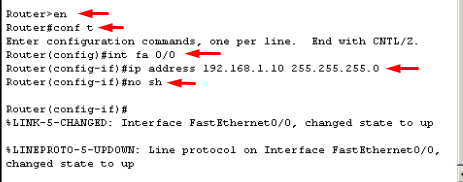 Router>en
Router#conf t
Enter configuration commands, one per line.  End with CNTL/Z.
Router(config)#int fa 0/0
Router(config-if)#ip address 192.168.1.10 255.255.255.0
Router(config-if)#no sh
Router(config-if)#
%LINK-5-CHANGED: Interface FastEthernet0/0, changed state to up
%LINEPROTO-5-UPDOWN: Line protocol on Interface FastEthernet0/0,
changed state to up